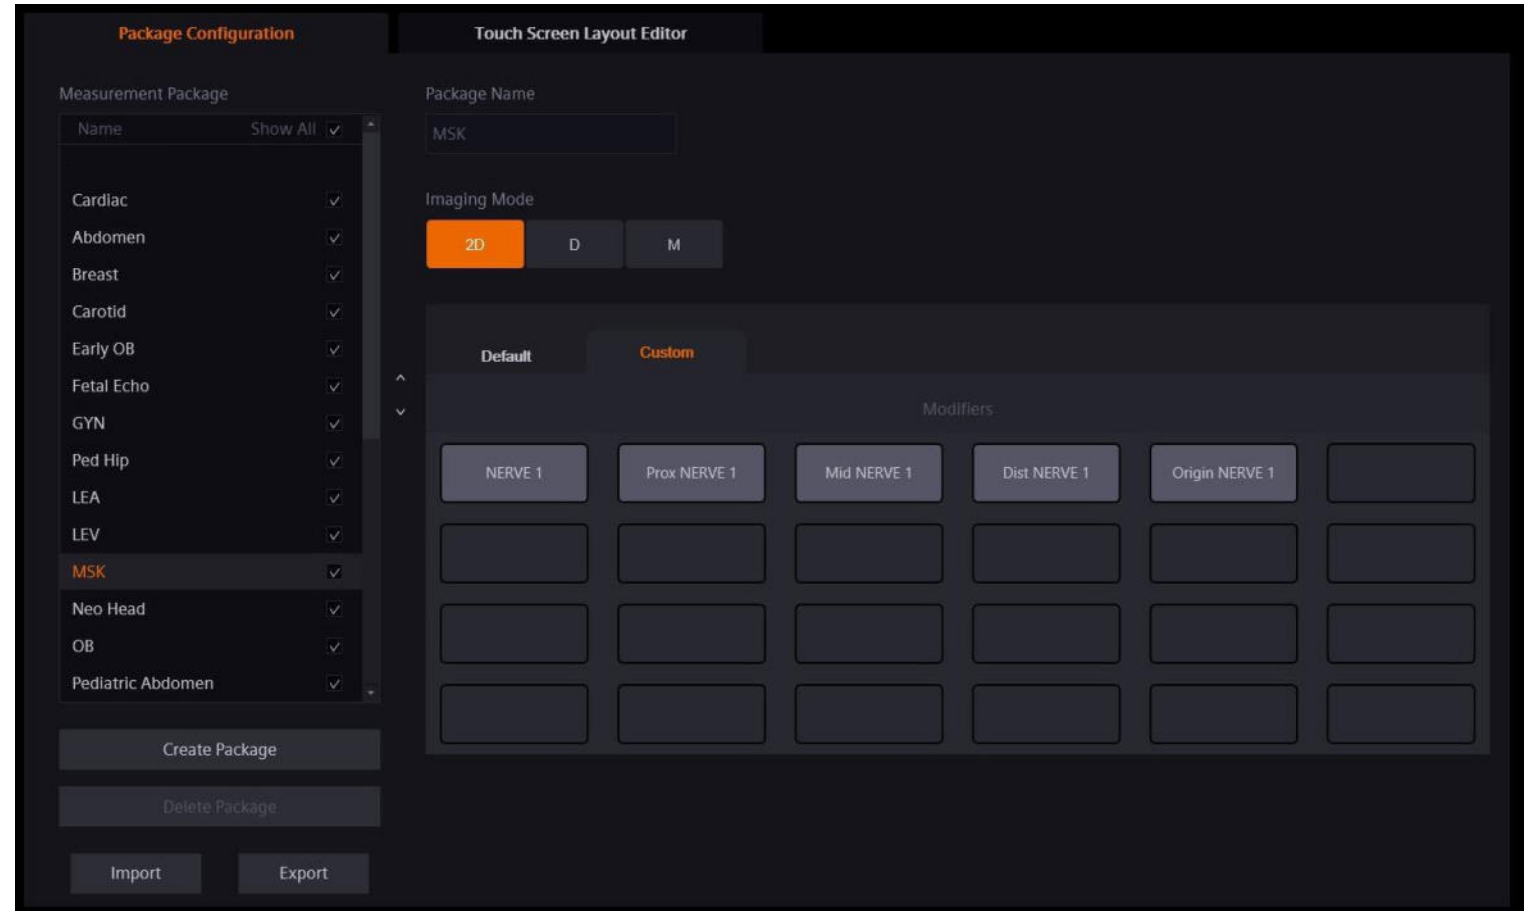 Package Configuration
Touch Screen Layout Editor
Measurement Package
Name Show All
Cardiac
Abdomen
Breast
Carotid
Early OB
Fetal Echo
GYN
Ped Hip
LEA
LEV
MSK
Neo Head
OB
Pediatric Abdomen
Create Package
Delete Package
Import Export
Package Name
MSK
Imaging Mode
2D D M
Default Custom
Modifiers
NERVE 1 Prox NERVE 1 Mid NERVE 1 Dist NERVE 1 Origin NERVE 1